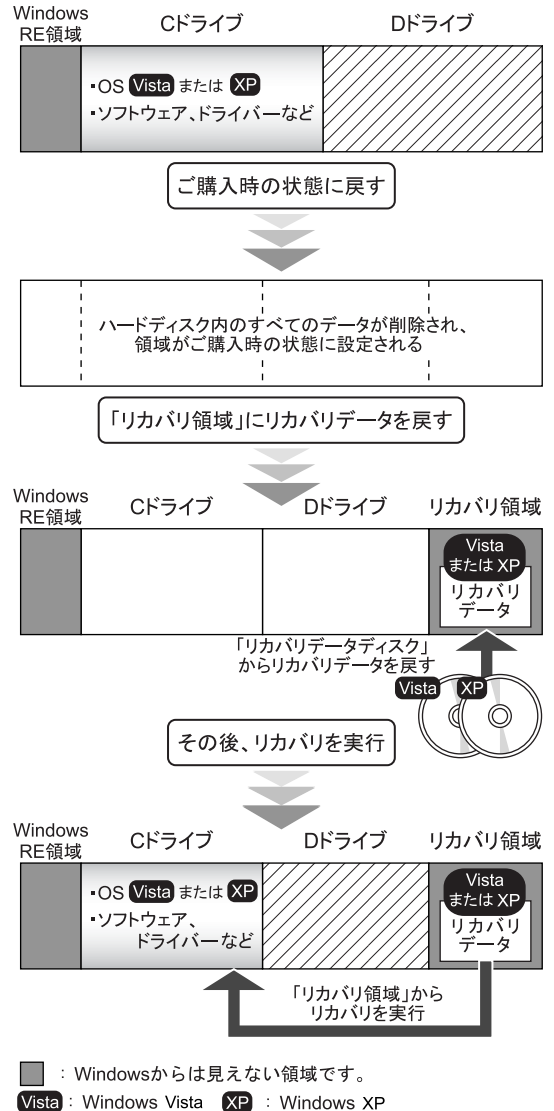 Windows
RE領域
Cドライブ
Dドライブ
・OS Vista または XP
・ソフトウェア、ドライバーなど
ご購入時の状態に戻す
ハードディスク内のすべてのデータが削除され、
領域がご購入時の状態に設定される
「リカバリ領域」にリカバリデータを戻す
Windows
RE領域
Cドライブ
Dドライブ
リカバリ領域
Vista
または XP
リカバリ
データ
「リカバリデータディスク」
からリカバリデータを戻す
Vista
XP
その後、リカバリを実行
Windows
RE領域
Cドライブ
Dドライブ
リカバリ領域
・OS Vista または XP
・ソフトウェア、
ドライバーなど
Vista
または XP
リカバリ
データ
「リカバリ領域」から
リカバリを実行
：Windowsからは見えない領域です。
Vista：Windows Vista XP：Windows XP